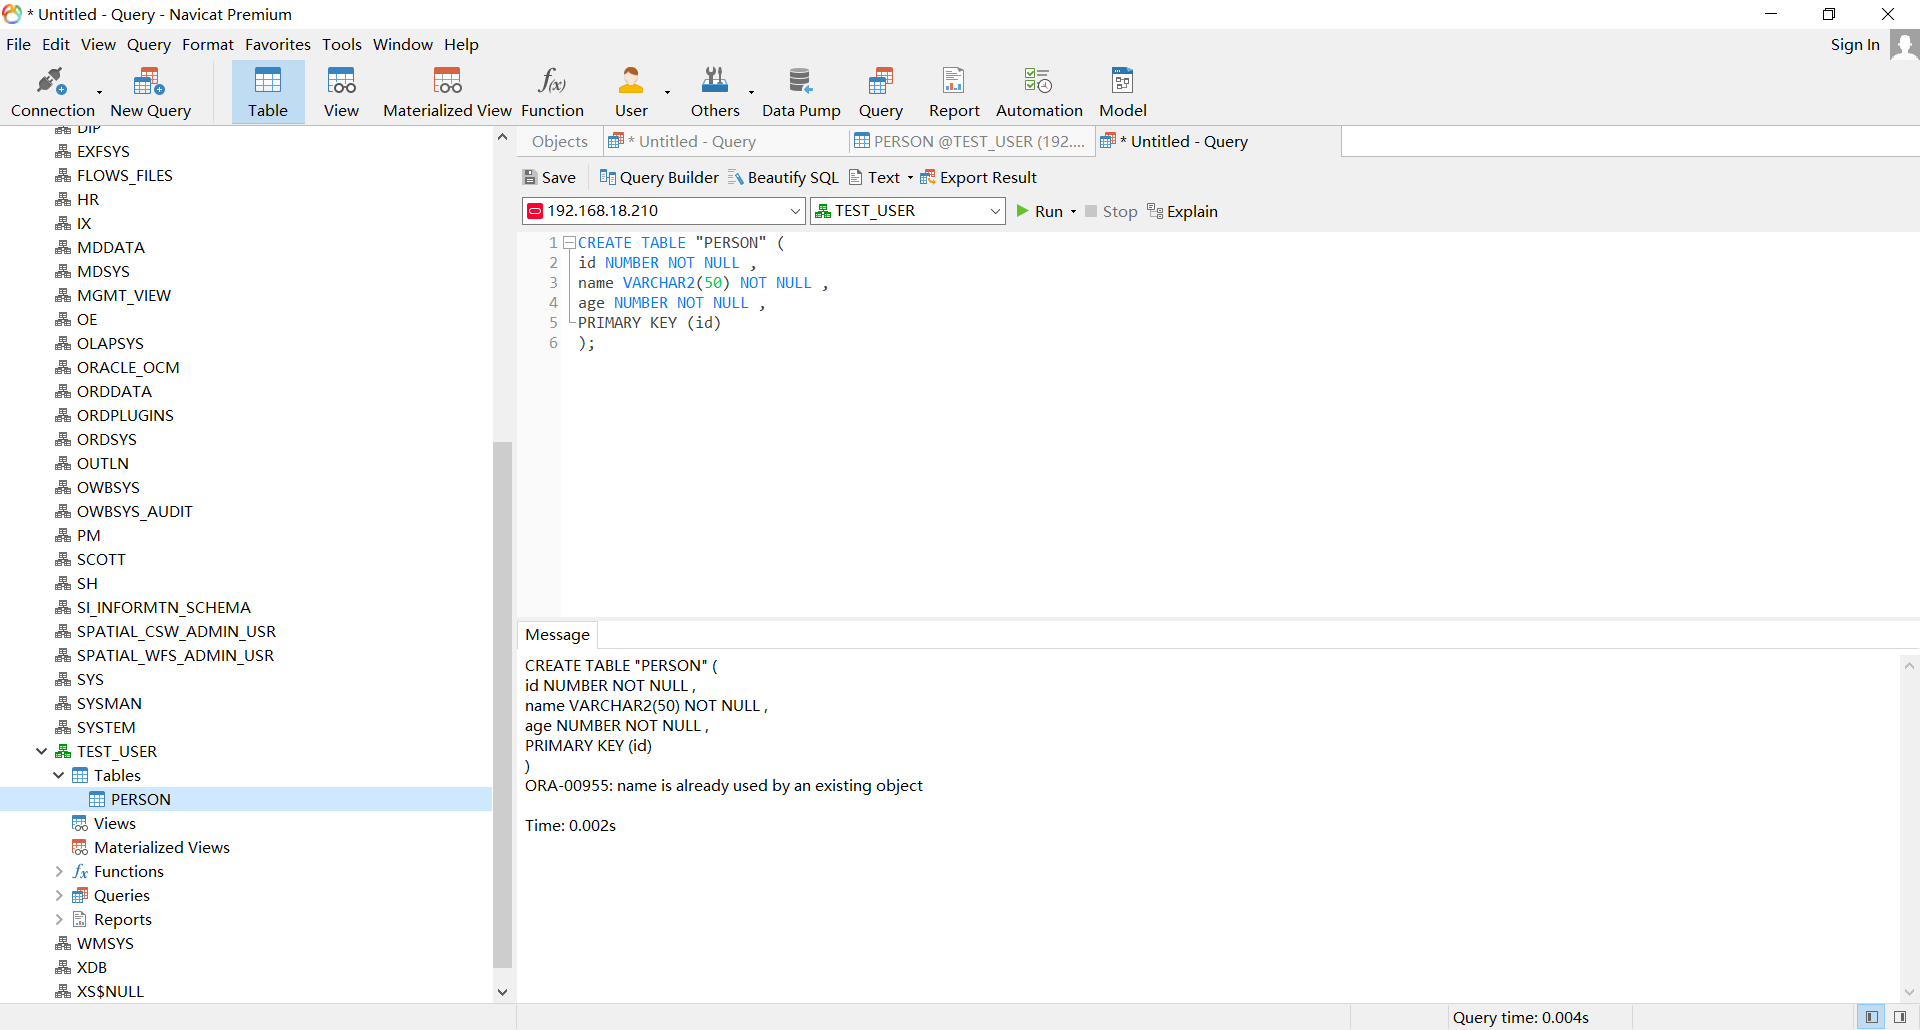 * Untitled - Query - Navicat Premium
File Edit View Query Format Favorites Tools Window Help
Sign In
Connection New Query Table View Materialized View Function User Others Data Pump Query Report Automation Model
DIP
EXFSYS
FLOWS_FILES
HR
IX
MDDATA
MDSYS
MGMT_VIEW
OE
OLAPSYS
ORACLE_OCM
ORDDATA
ORDPLUGINS
ORDSYS
OUTLN
OWBSYS
OWBSYS_AUDIT
PM
SCOTT
SH
SI_INFORMTN_SCHEMA
SPATIAL_CSW_ADMIN_USR
SPATIAL_WFS_ADMIN_USR
SYS
SYSMAN
SYSTEM
TEST_USER
Tables
PERSON
Views
Materialized Views
Functions
Queries
Reports
WMSYS
XDB
XS$NULL
Objects * Untitled - Query PERSON @TEST_USER (192.... * Untitled - Query
Save Query Builder Beautify SQL Text Export Result
192.168.18.210 TEST_USER Run Stop Explain
1 CREATE TABLE "PERSON" (
2 id NUMBER NOT NULL ,
3 name VARCHAR2(50) NOT NULL ,
4 age NUMBER NOT NULL ,
5 PRIMARY KEY (id)
6 );
Message
CREATE TABLE "PERSON" (
id NUMBER NOT NULL ,
name VARCHAR2(50) NOT NULL ,
age NUMBER NOT NULL ,
PRIMARY KEY (id)
)
ORA-00955: name is already used by an existing object
Time: 0.002s
Query time: 0.004s